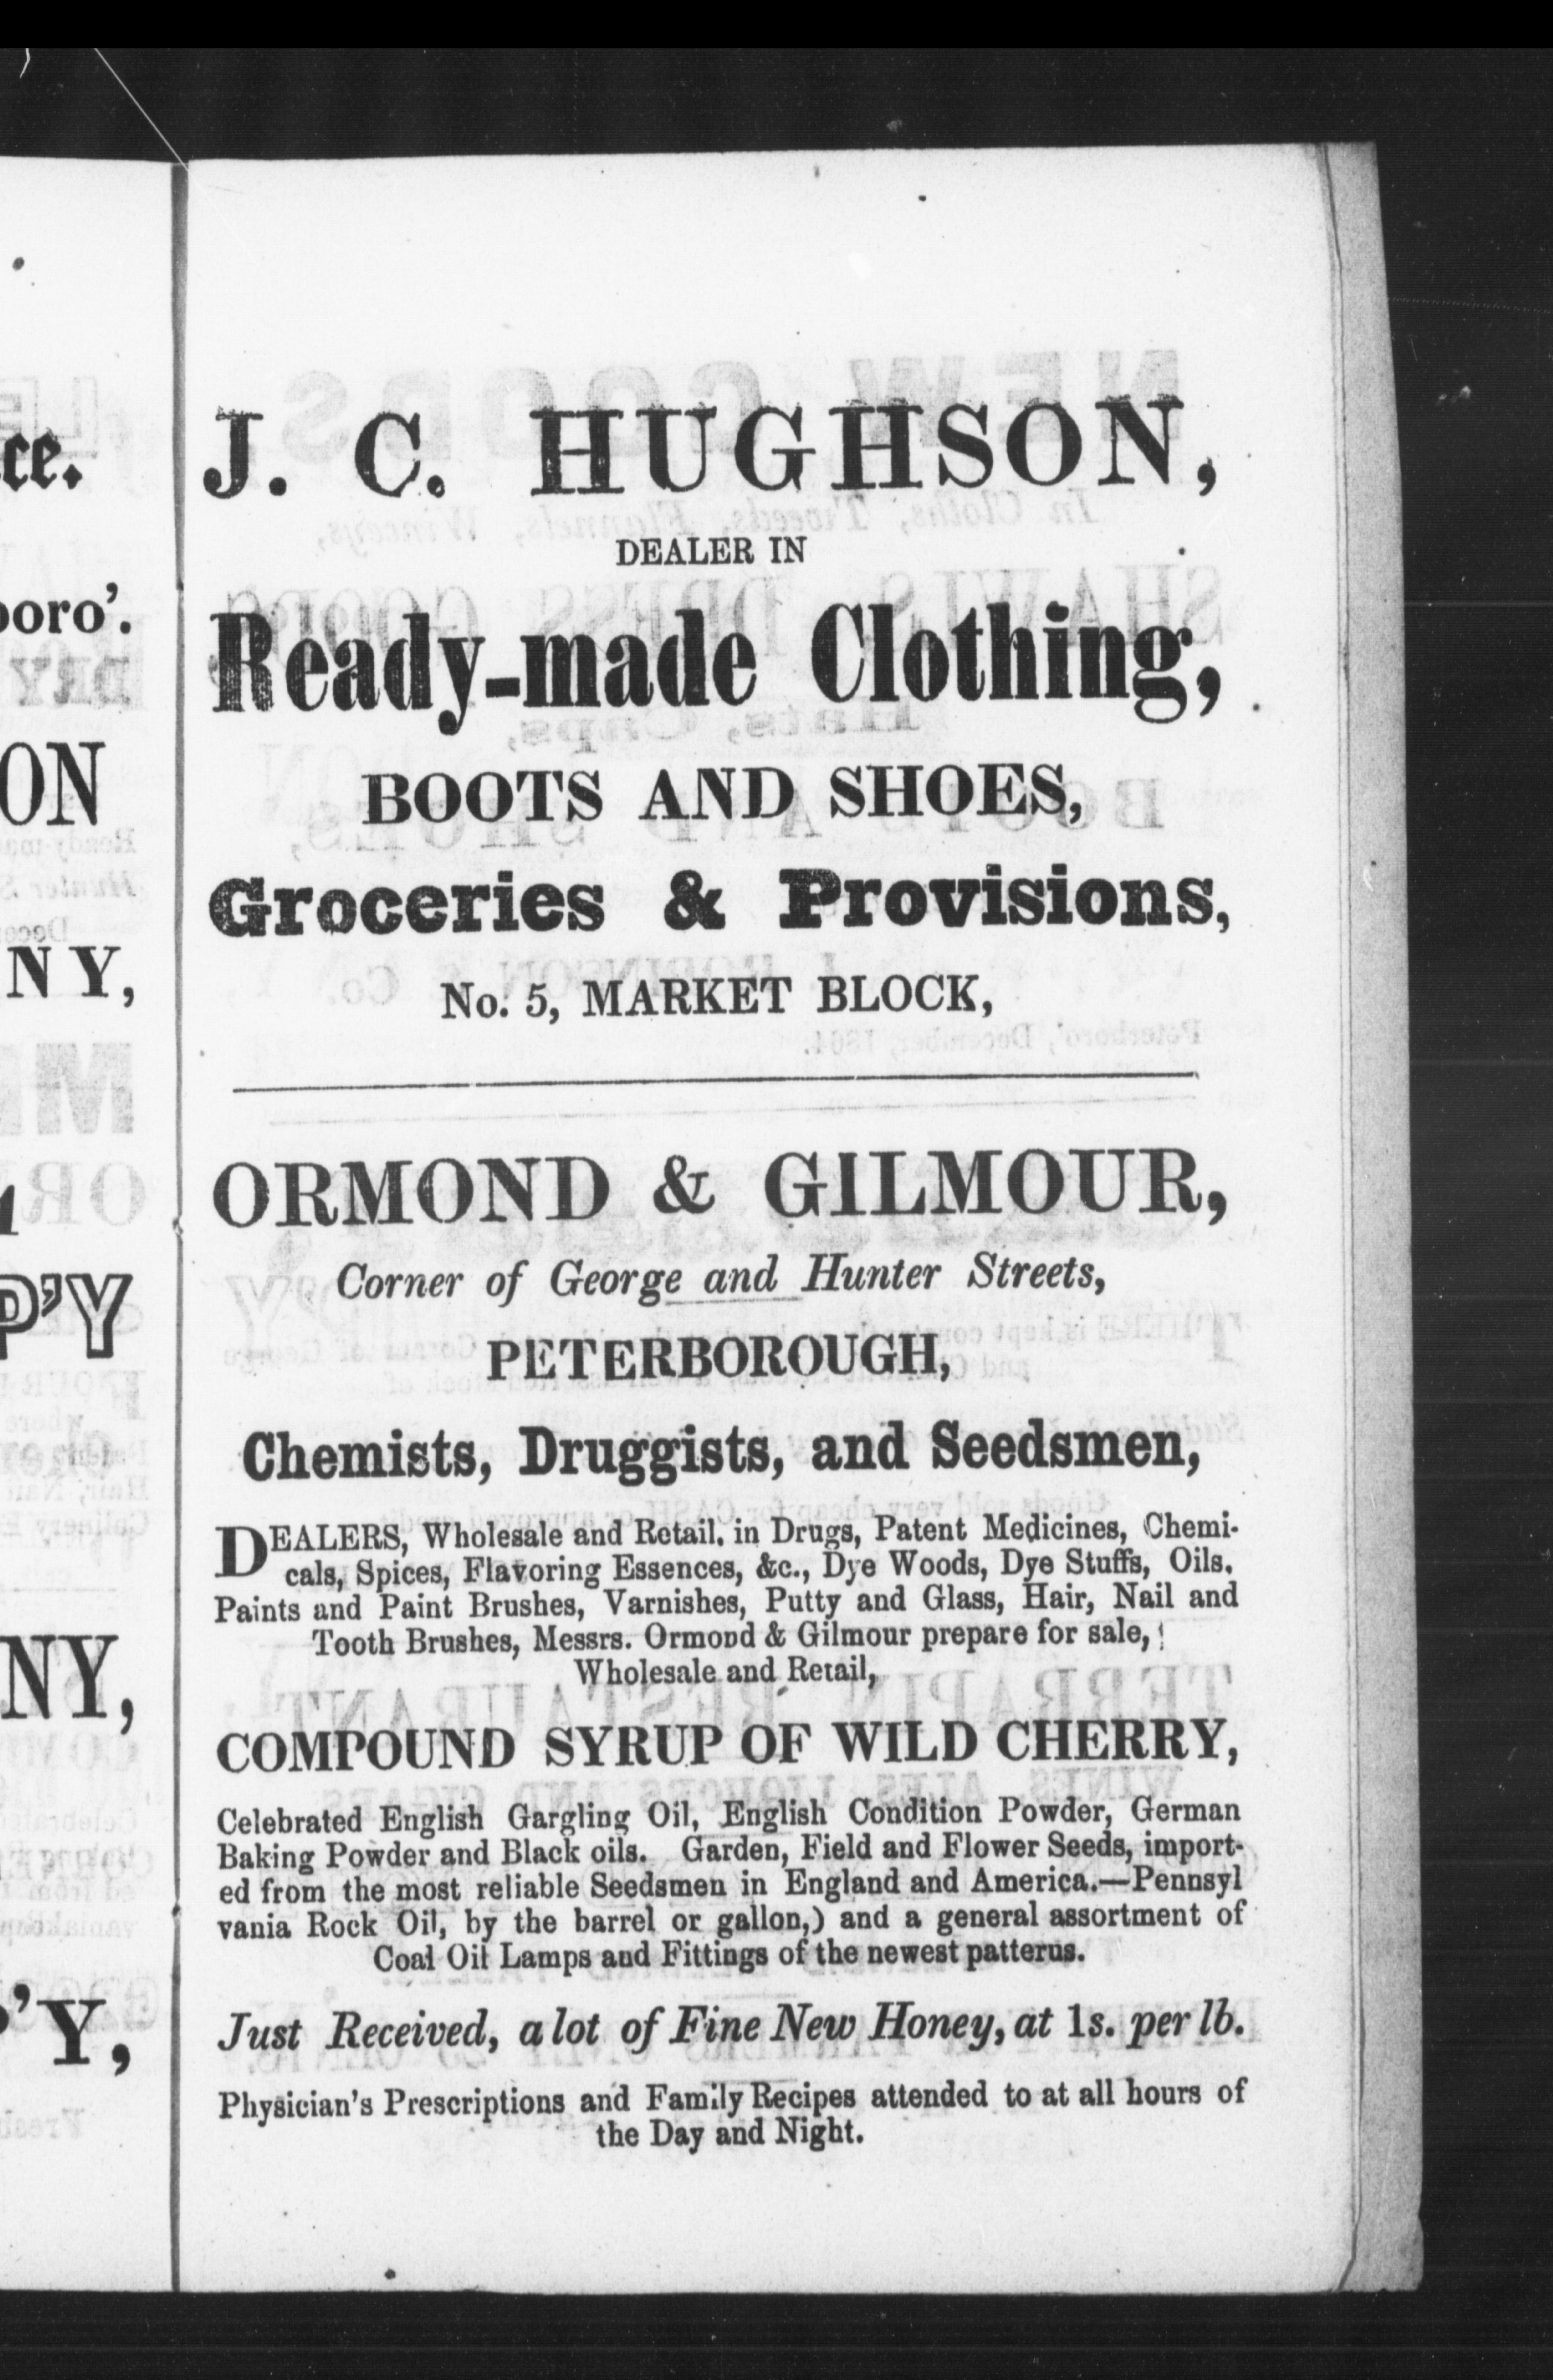 J. C. HUGHSON,
DEALER IN
Ready-made Clothing,
BOOTS AND SHOES,
Groceries & Provisions,
No. 5, MARKET BLOCK,
ORMOND & GILMOUR,
Corner of George and Hunter Streets,
PETERBOROUGH,
Chemists, Druggists, and Seedsmen,
DEALERS, Wholesale and Retail. in Drugs, Patent Medicines, Chemi-
cals, Spices, Flavoring Essences, &c., Dye Woods, Dye Stuffs, Oils.
Paints and Paint Brushes, Varnishes, Putty and Glass, Hair, Nail and
Tooth Brushes, Messrs. Ormond & Gilmour prepare for sale,
Wholesale and Retail,
COMPOUND SYRUP OF WILD CHERRY,
Celebrated English Gargling Oil, English Condition Powder, German
Baking Powder and Black oils. Garden, Field and Flower Seeds, import-
ed from the most reliable Seedsmen in England and America.—Pennsyl
vania Rock Oil, by the barrel or gallon,) and a general assortment of
Coal Oil Lamps and Fittings of the newest patterus.
Just Received, a lot of Fine New Honey, at 1s. per lb.
Physician's Prescriptions and Family Recipes attended to at all hours of
the Day and Night.